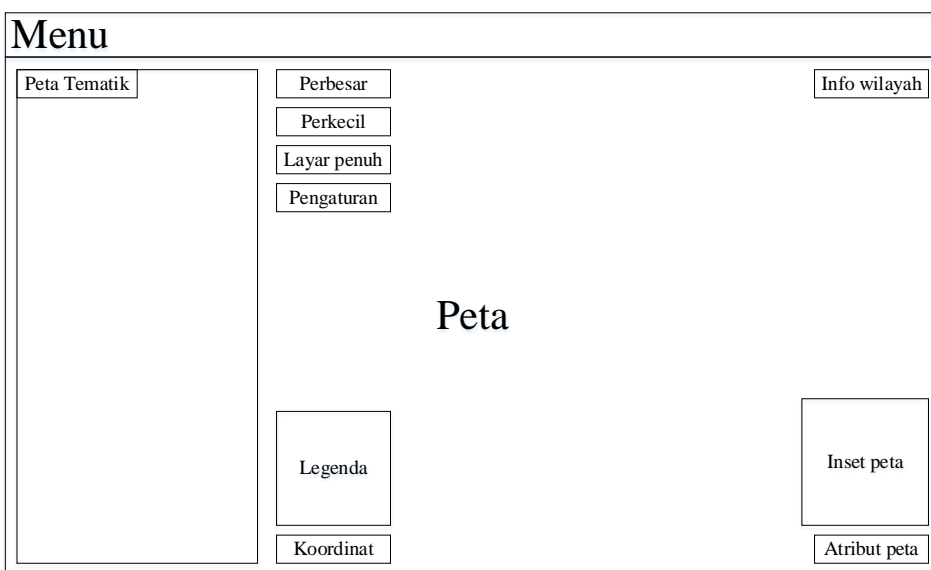 Menu
Peta Tematik
Perbesar
Perkecil
Layar penuh
Pengaturan
Info wilayah
Peta
Legenda
Koordinat
Inset peta
Atribut peta